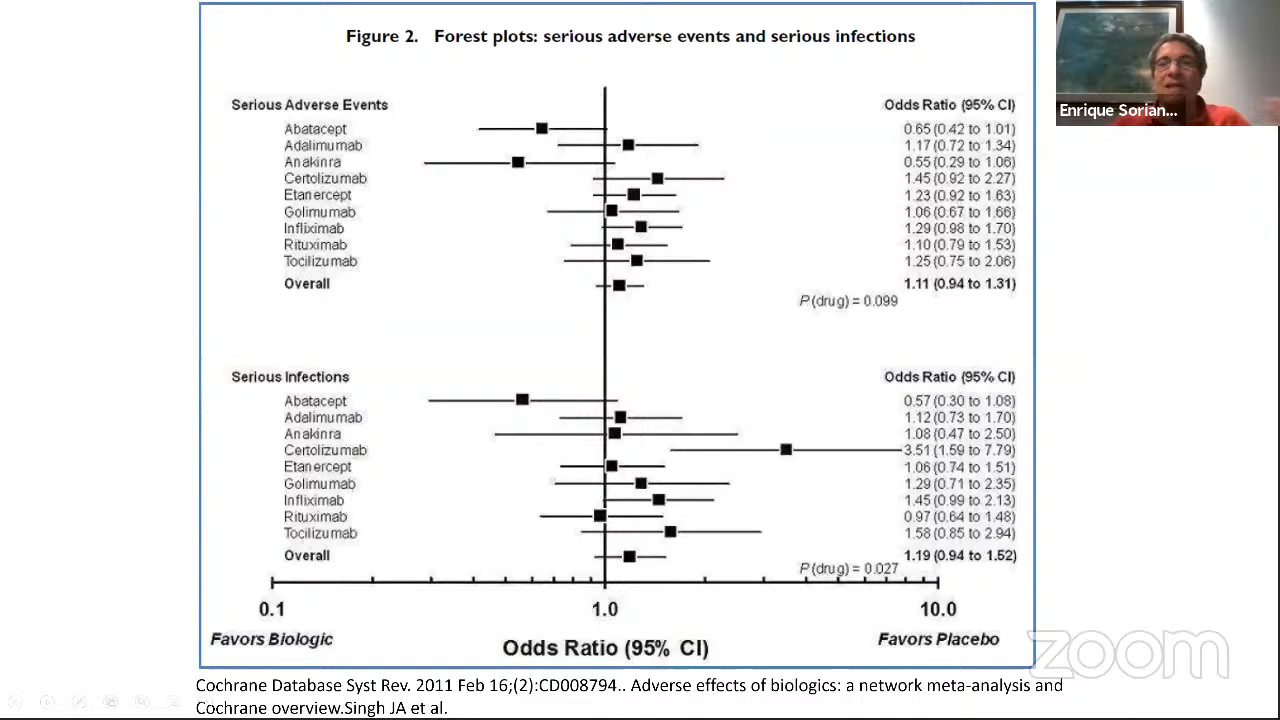 Figure 2. Forest plots: serious adverse events and serious infections
Serious Adverse Events Odds Ratio (95% CI)
Abatacept 0.65 (0.42 to 1.01)
Adalimumab 1.17 (0.72 to 1.34)
Anakinra 0.55 (0.29 to 1.06)
Certolizumab 1.45 (0.92 to 2.27)
Etanercept 1.23 (0.92 to 1.63)
Golimumab 1.06 (0.67 to 1.66)
Infliximab 1.29 (0.98 to 1.70)
Rituximab 1.10 (0.79 to 1.53)
Tocilizumab 1.25 (0.75 to 2.06)
Overall 1.11 (0.94 to 1.31)
P (drug) = 0.099
Serious Infections Odds Ratio (95% CI)
Abatacept 0.57 (0.30 to 1.08)
Adalimumab 1.12 (0.73 to 1.70)
Anakinra 1.08 (0.47 to 2.50)
Certolizumab 3.51 (1.59 to 7.79)
Etanercept 1.06 (0.74 to 1.51)
Golimumab 1.29 (0.71 to 2.35)
Infliximab 1.45 (0.99 to 2.13)
Rituximab 0.97 (0.64 to 1.48)
Tocilizumab 1.58 (0.85 to 2.94)
Overall 1.19 (0.94 to 1.52)
P (drug) = 0.027
0.1 1.0 10.0
Favors Biologic Odds Ratio (95% CI) Favors Placebo
Cochrane Database Syst Rev. 2011 Feb 16;(2):CD008794.. Adverse effects of biologics: a network meta-analysis and
Cochrane overview.Singh JA et al.
Enrique Sorian...
zoom